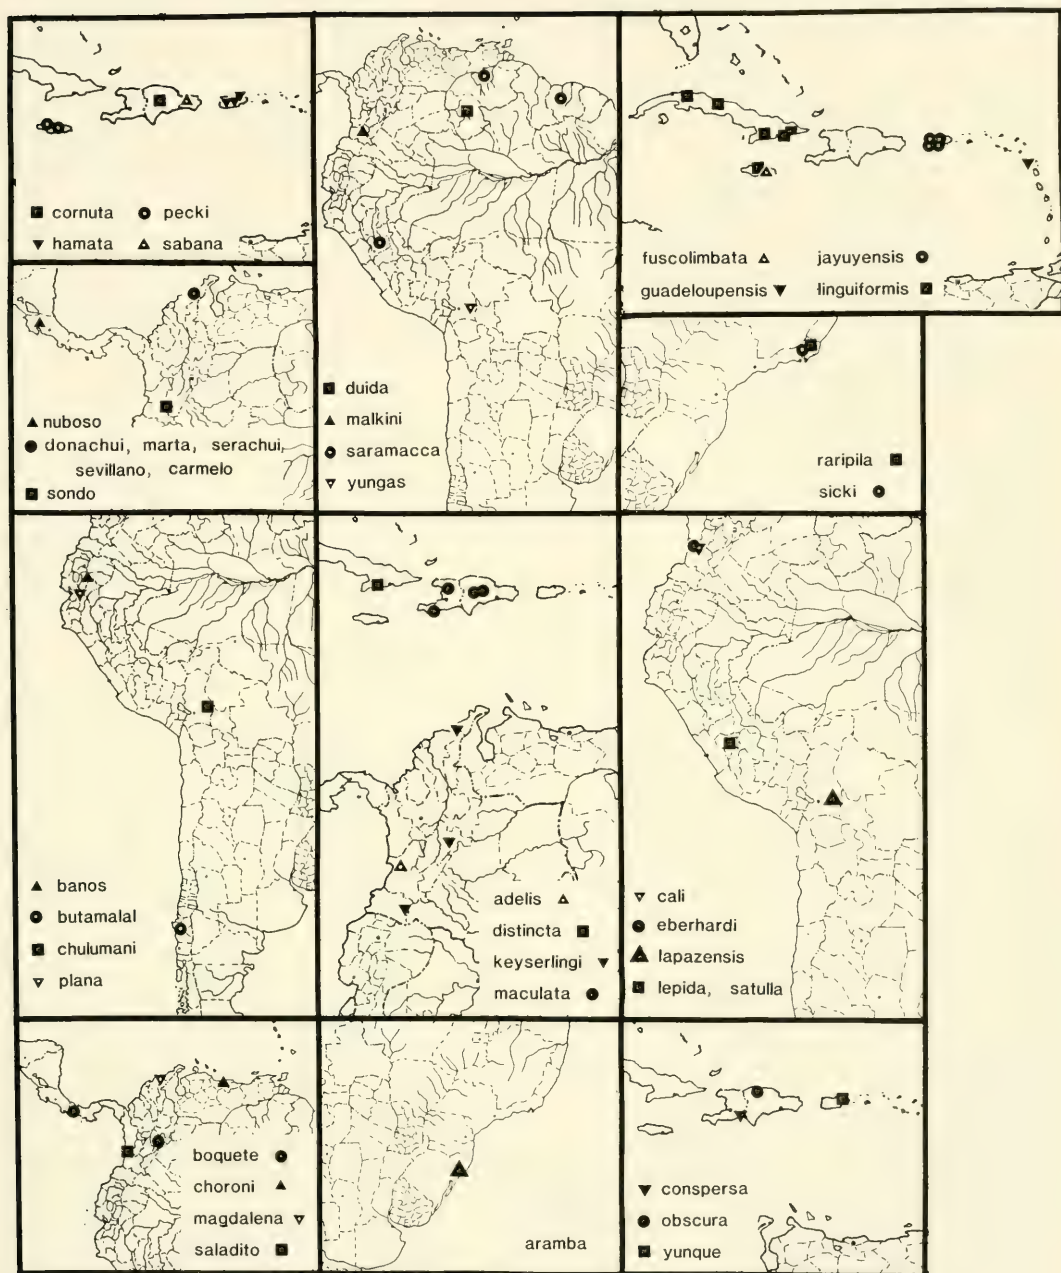 cornuta pecki
hamata sabana
nuboso
donachui, marta, serachui,
sevillano, carmelo
sondo
duida
malkini
saramacca
yungas
fuscolimbata jayuyensis
guadeloupensis linguiformis
raripila
sicki
banos
butamalal
chulumani
plana
adelis
distincta
keyserlingi
maculata
cali
eberhardi
lapazensis
lepida, satulla
boquete
choroni
magdalena
saladito
aramba
conspersa
obscura
yunque